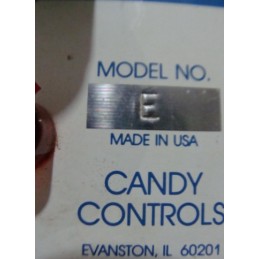 MODEL NO.
E
MADE IN USA
CANDY
CONTROLS
EVANSTON, IL 60201